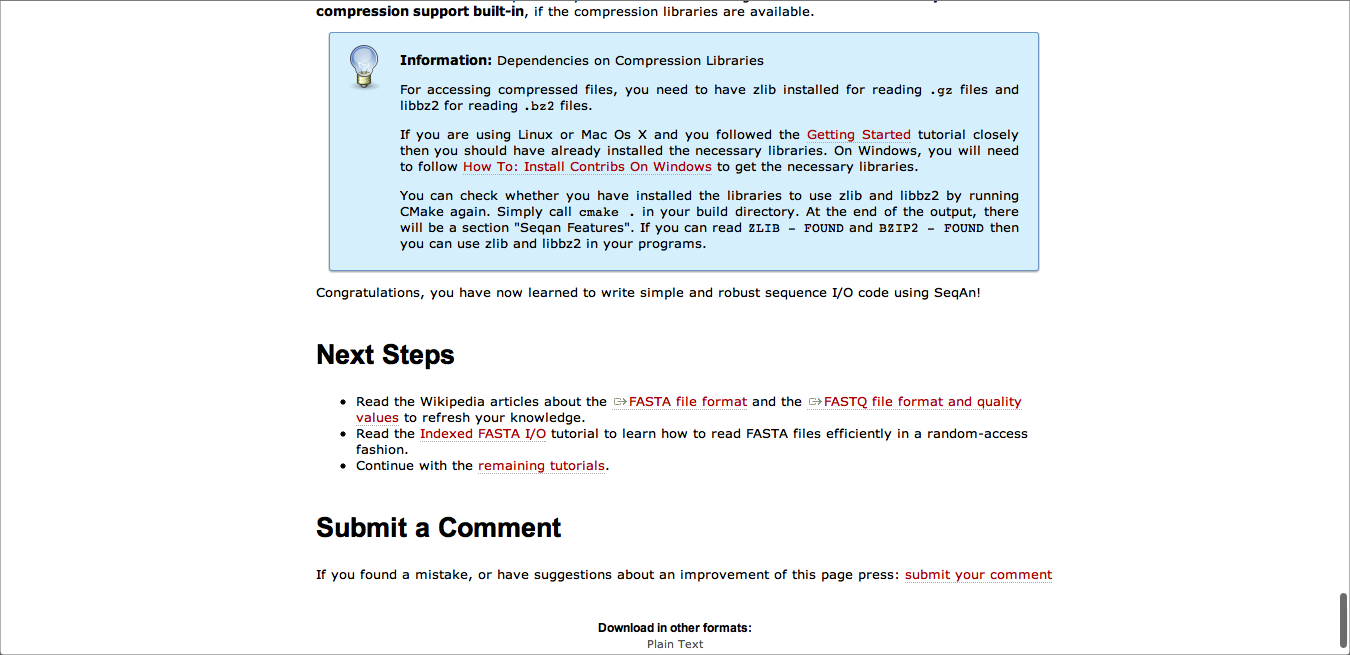 compression support built-in, if the compression libraries are available.
Information: Dependencies on Compression Libraries
For accessing compressed files, you need to have zlib installed for reading .gz files and
libbz2 for reading .bz2 files.
If you are using Linux or Mac Os X and you followed the Getting Started tutorial closely
then you should have already installed the necessary libraries. On Windows, you will need
to follow How To: Install Contribs On Windows to get the necessary libraries.
You can check whether you have installed the libraries to use zlib and libbz2 by running
CMake again. Simply call cmake . in your build directory. At the end of the output, there
will be a section "Seqan Features". If you can read ZLIB - FOUND and BZIP2 - FOUND then
you can use zlib and libbz2 in your programs.
Congratulations, you have now learned to write simple and robust sequence I/O code using SeqAn!
Next Steps
• Read the Wikipedia articles about the FASTA file format and the FASTQ file format and quality
values to refresh your knowledge.
• Read the Indexed FASTA I/O tutorial to learn how to read FASTA files efficiently in a random-access
fashion.
• Continue with the remaining tutorials.
Submit a Comment
If you found a mistake, or have suggestions about an improvement of this page press: submit your comment
Download in other formats:
Plain Text